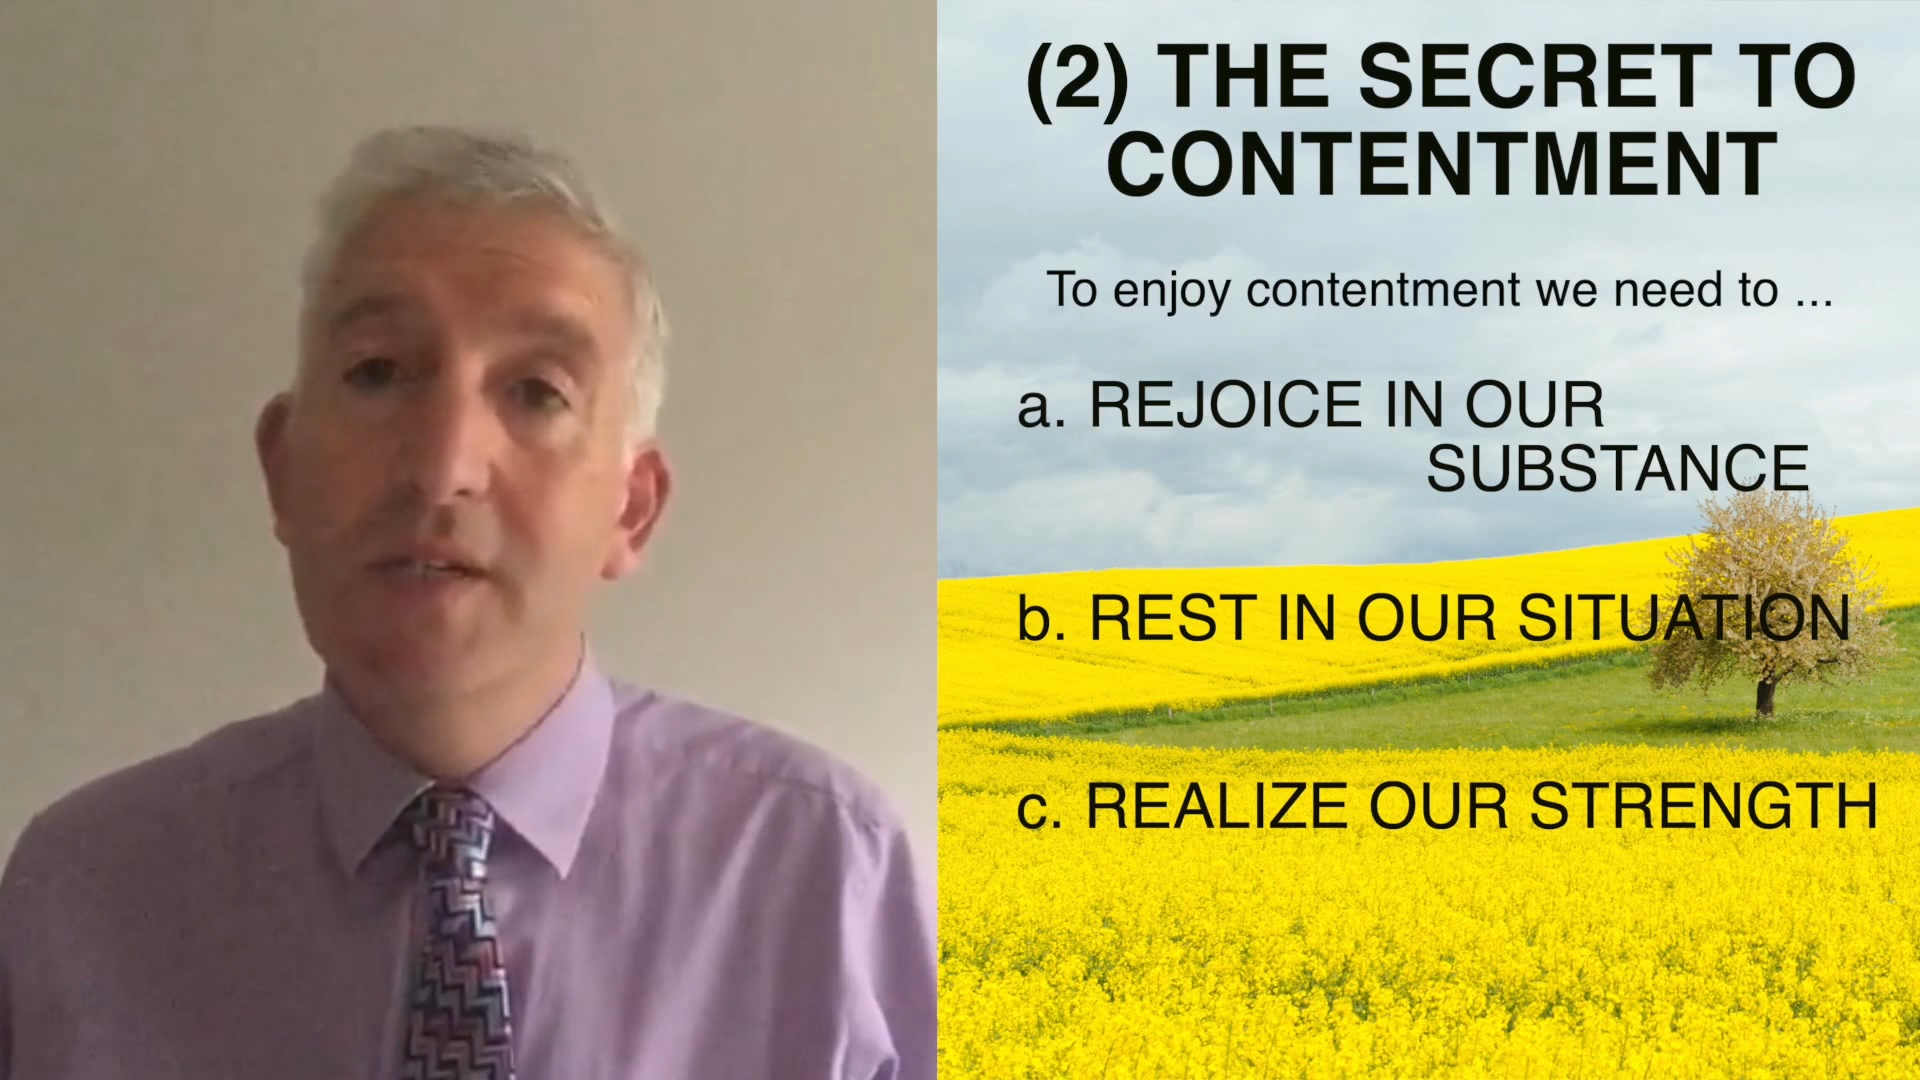 (2) THE SECRET TO
CONTENTMENT
To enjoy contentment we need to ...
a. REJOICE IN OUR
SUBSTANCE
b. REST IN OUR SITUATION
c. REALIZE OUR STRENGTH